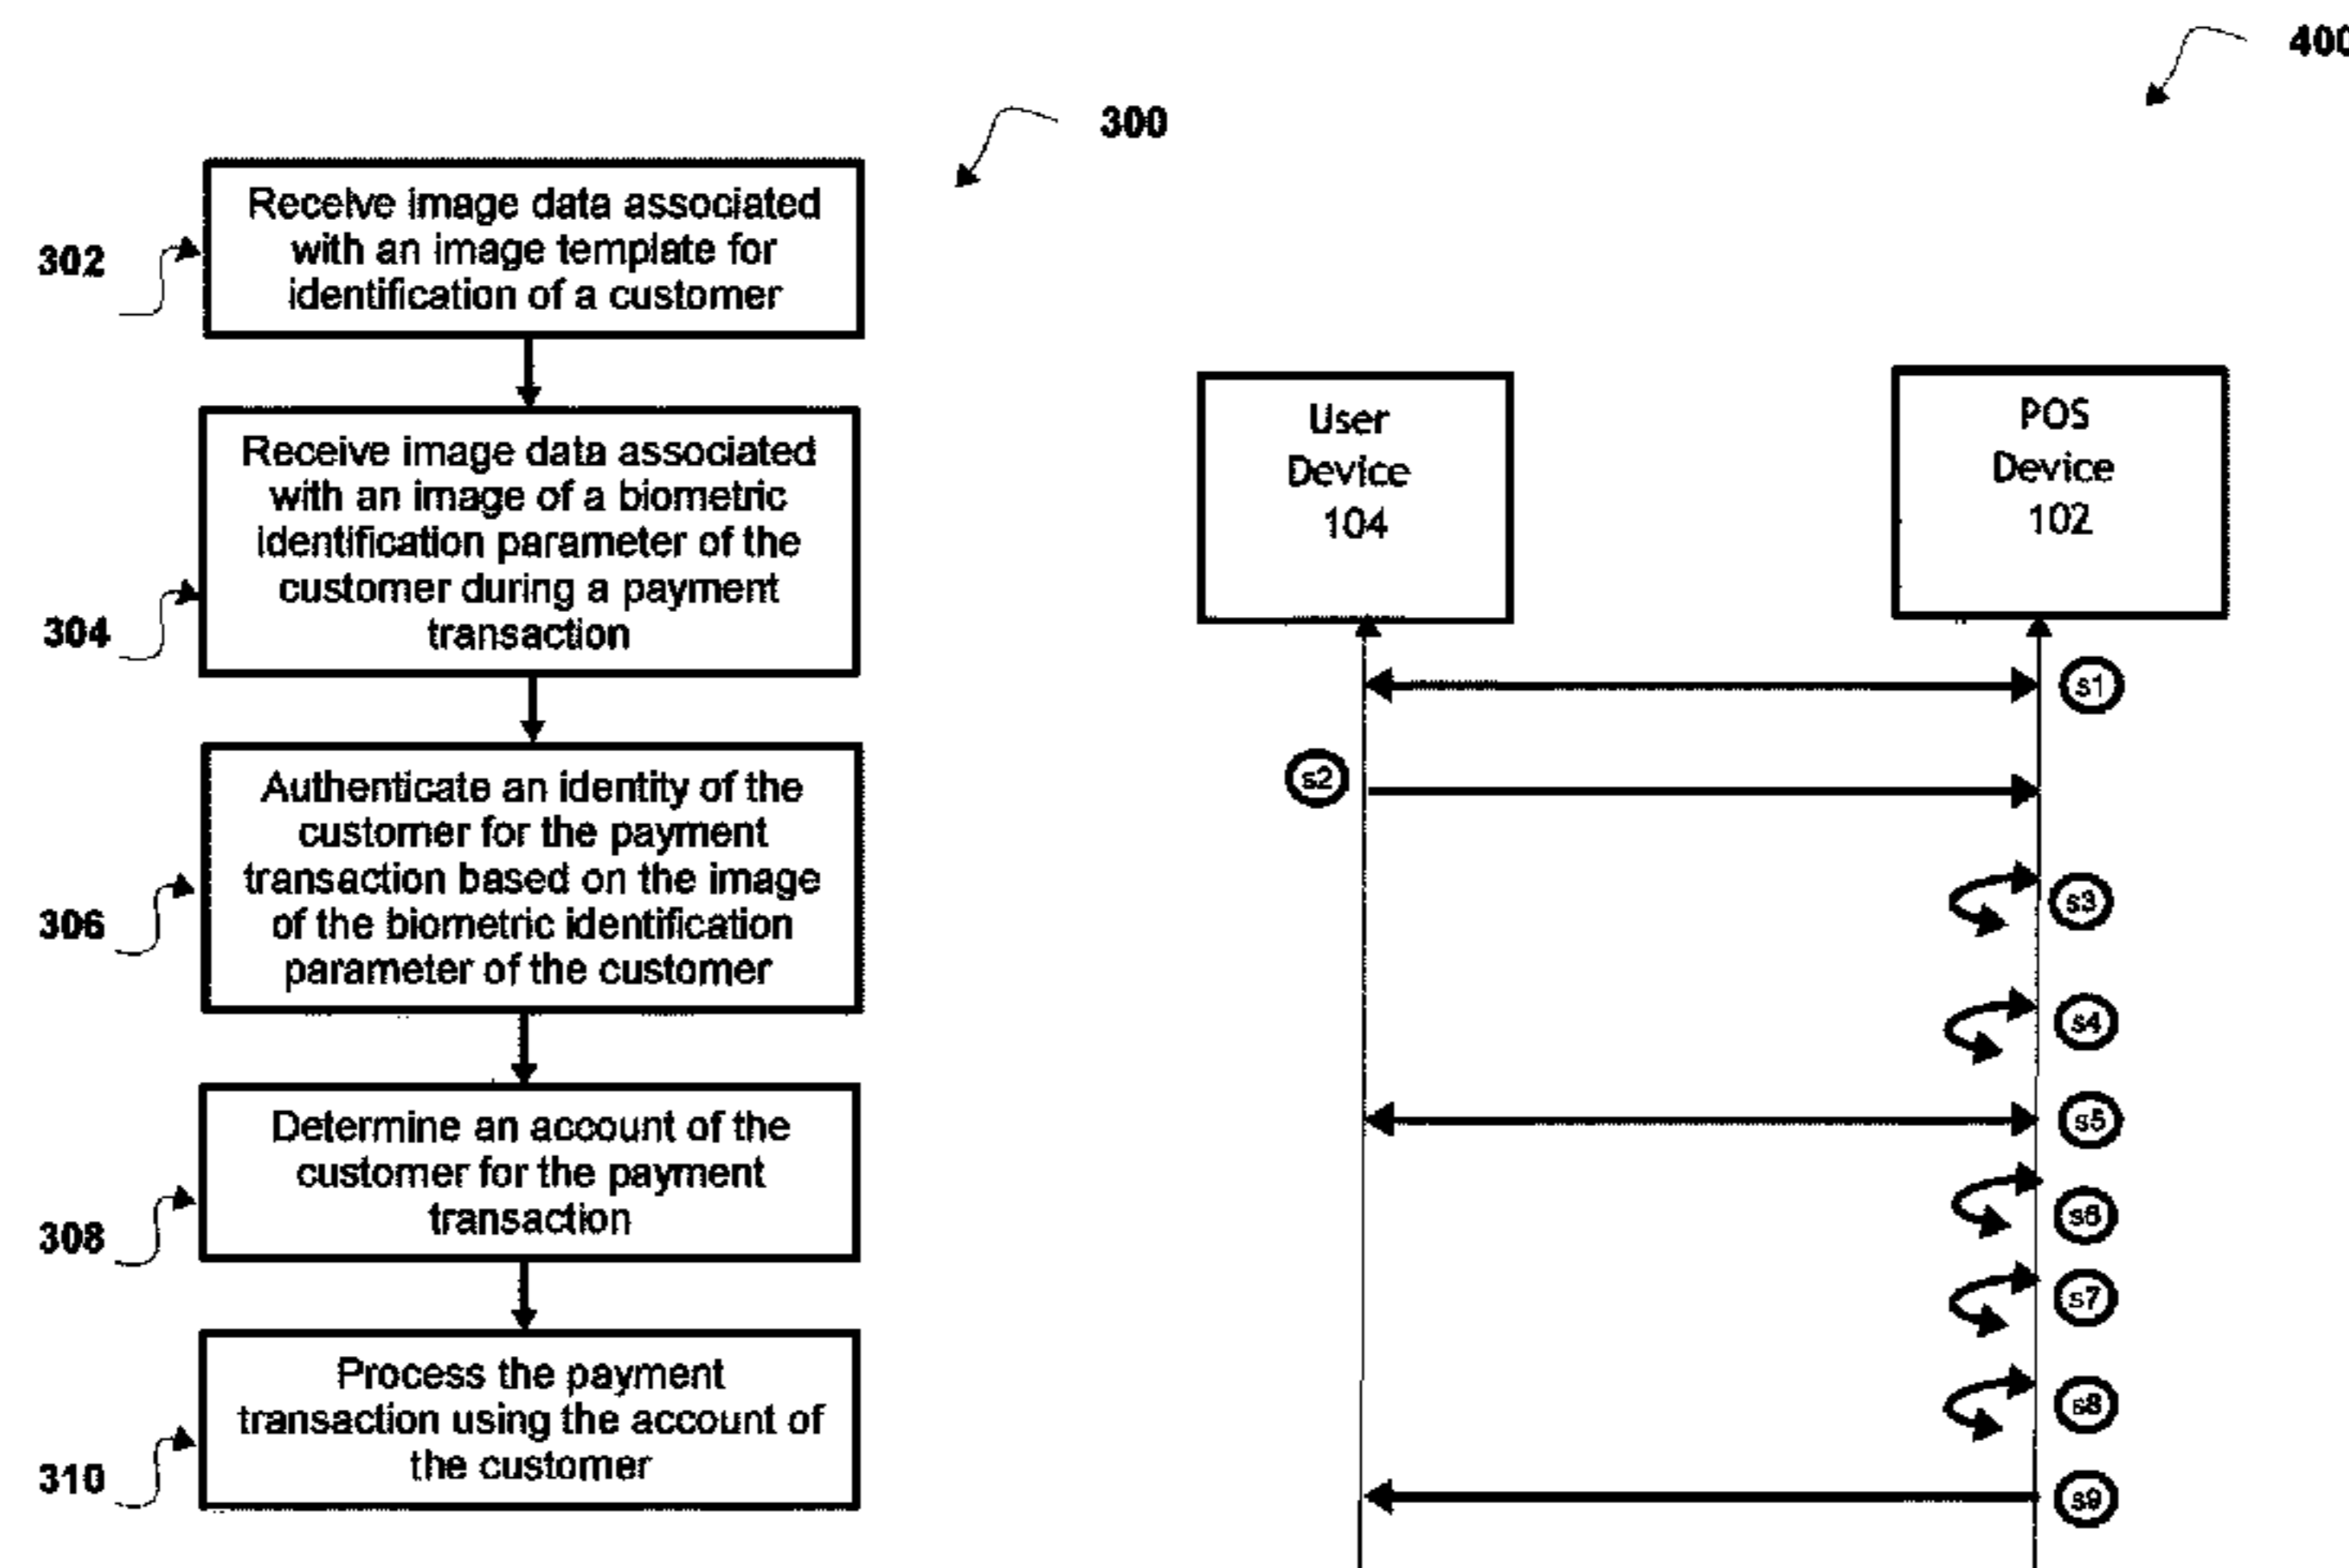 300
302
Receive image data associated
with an image template for
identification of a customer
304
Receive image data associated
with an image of a biometric
identification parameter of the
customer during a payment
transaction
306
Authenticate an identity of the
customer for the payment
transaction based on the image
of the biometric identification
parameter of the customer
308
Determine an account of the
customer for the payment
transaction
310
Process the payment
transaction using the account of
the customer
400
User
Device
104
POS
Device
102
s1
s2
s3
s4
s5
s6
s7
s8
s9